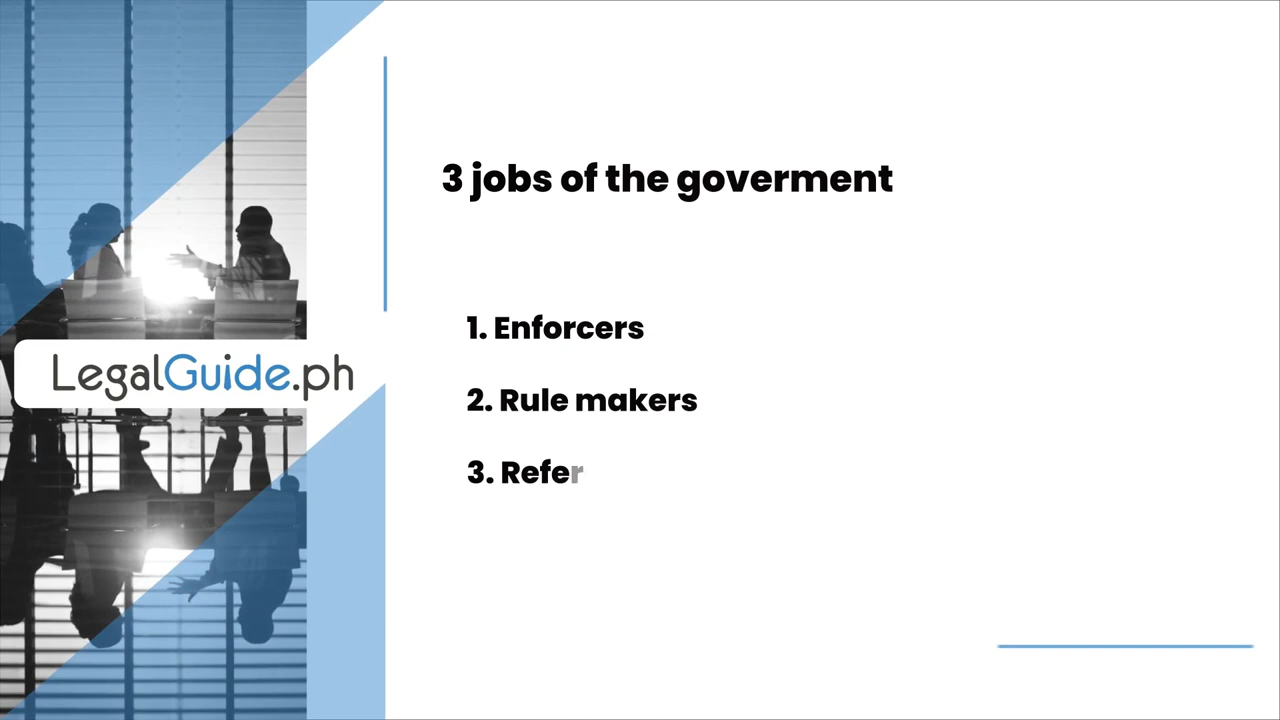 3 jobs of the goverment
1. Enforcers
2. Rule makers
3. Refer
LegalGuide.ph